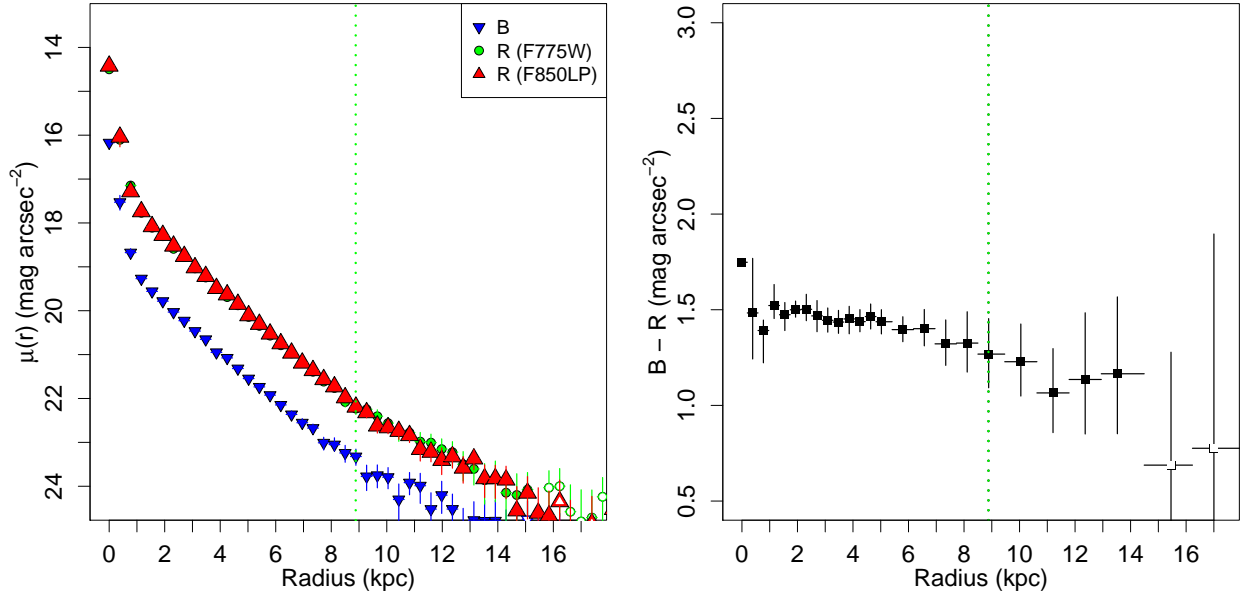 14
16
18
20
22
24
μ(r) (mag arcsec−2)
B
R (F775W)
R (F850LP)
0 2 4 6 8 10 12 14 16
Radius (kpc)
3.0
2.5
2.0
1.5
1.0
0.5
B − R (mag arcsec−2)
0 2 4 6 8 10 12 14 16
Radius (kpc)